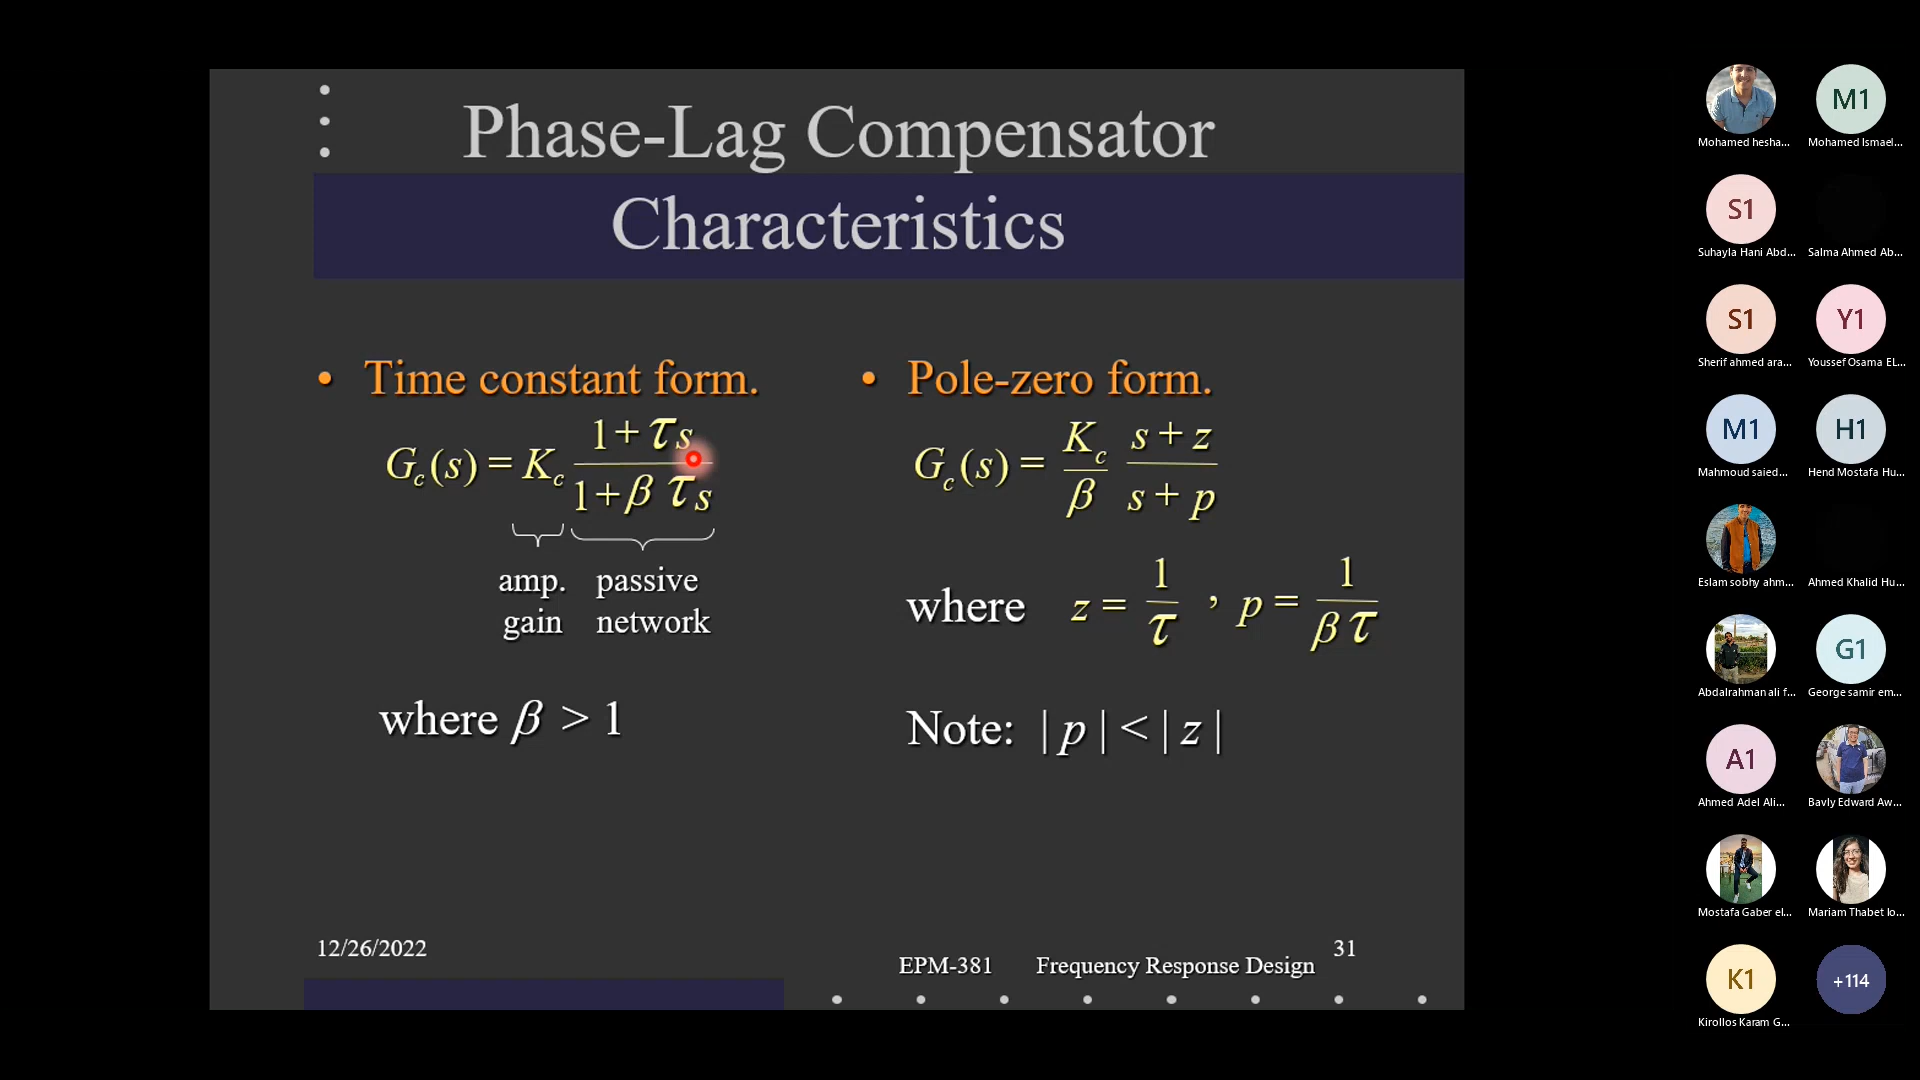 Phase-Lag Compensator
Characteristics
• Time constant form.
G_c(s) = K_c (1 + τs) / (1 + β τs)
amp. passive
gain network
where β > 1
• Pole-zero form.
G_c(s) = K_c / β (s + z) / (s + p)
where z = 1 / τ , p = 1 / (β τ)
Note: | p | < | z |
12/26/2022
EPM-381 Frequency Response Design
31
Mohamed hesha...
M1
Mohamed Ismael...
S1
Suhayla Hani Abd...
Salma Ahmed Ab...
S1
Sherif ahmed ara...
Y1
Youssef Osama EL...
M1
Mahmoud saied...
H1
Hend Mostafa Hu...
Eslam sobhy ahm...
Ahmed Khalid Hu...
Abdalrahman ali f...
G1
George samir em...
A1
Ahmed Adel Ali...
Bavly Edward Aw...
Mostafa Gaber el...
Mariam Thabet lo...
K1
Kirollos Karam G...
+114